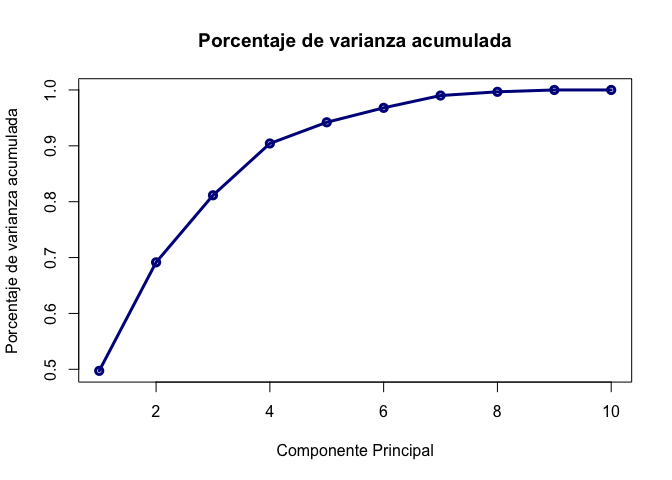 Porcentaje de varianza acumulada
Porcentaje de varianza acumulada
1.0
0.9
0.8
0.7
0.6
0.5
2 4 6 8 10
Componente Principal